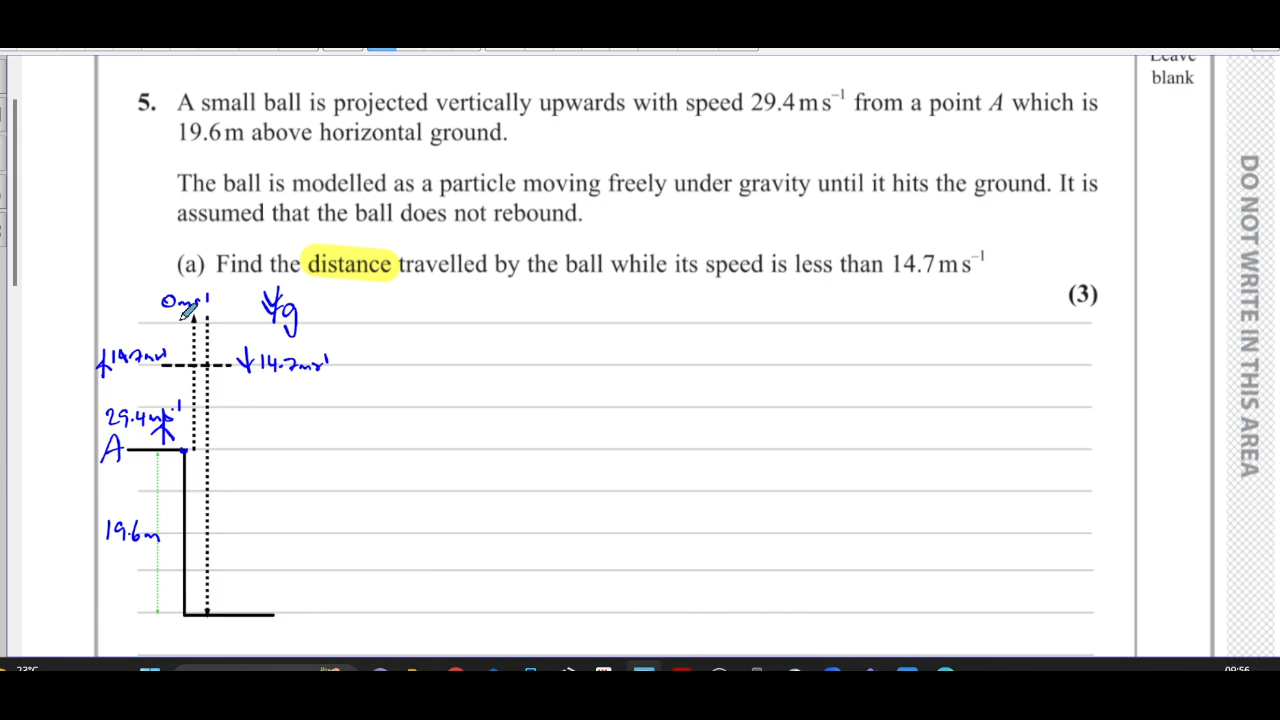 Leave
blank
5. A small ball is projected vertically upwards with speed 29.4 m s⁻¹ from a point A which is
19.6 m above horizontal ground.
The ball is modelled as a particle moving freely under gravity until it hits the ground. It is
assumed that the ball does not rebound.
(a) Find the distance travelled by the ball while its speed is less than 14.7 m s⁻¹
(3)
0ms⁻¹ g
14.7ms⁻¹ 14.7ms⁻¹
29.4ms⁻¹
A
19.6m
DO NOT WRITE IN THIS AREA
23°C
09:56